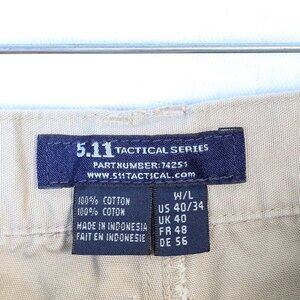 5.11 TACTICAL SERIES
PARTNUMBER:74251
WWW.511TACTICAL.COM
100% COTTON
100% COTON
MADE IN INDONESIA
FAIT EN INDONESIE
W/L
US 40/34
UK 40
FR 48
DE 56